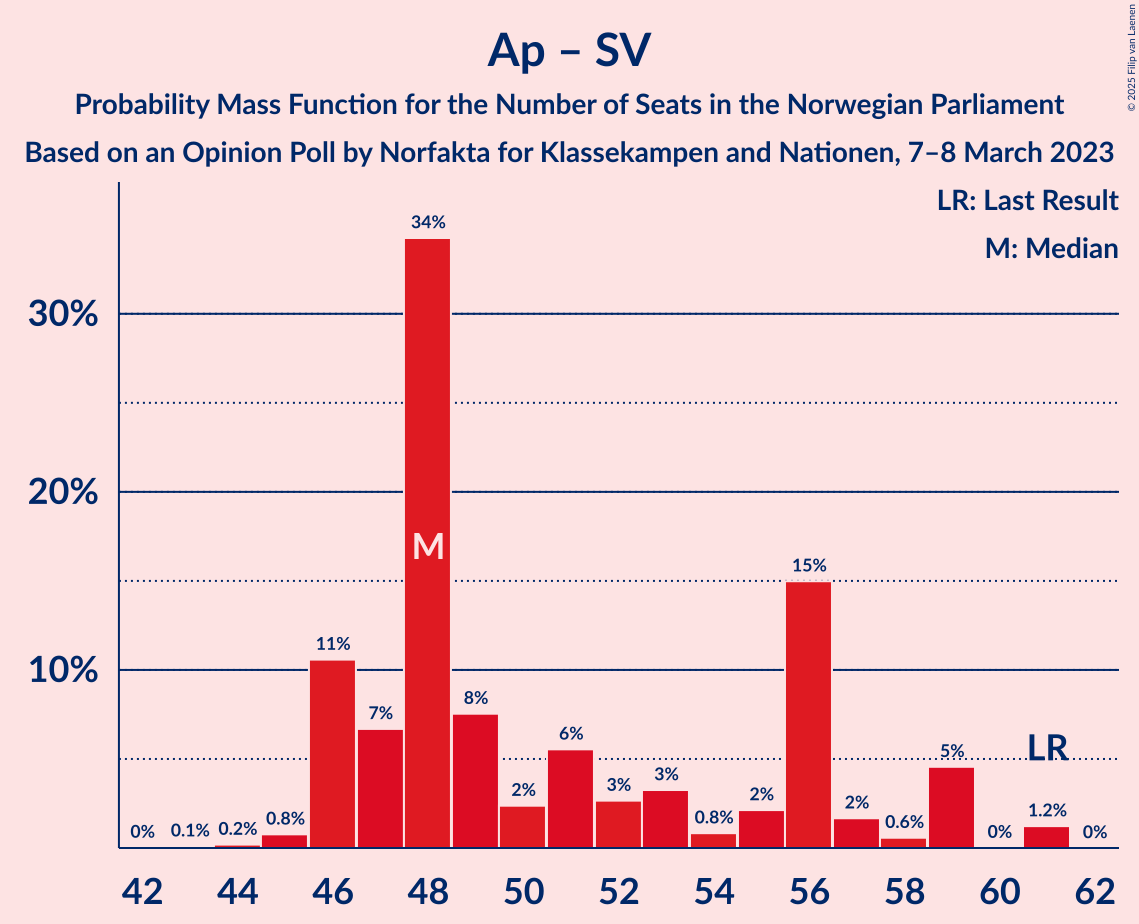 © 2025 Filip van Laenen
Ap – SV
Probability Mass Function for the Number of Seats in the Norwegian Parliament
Based on an Opinion Poll by Norfakta for Klassekampen and Nationen, 7–8 March 2023
LR: Last Result
M: Median
30%
20%
10%
0%
0.1%
0.2%
0.8%
11%
7%
34%
M
8%
2%
6%
3%
3%
0.8%
2%
15%
2%
0.6%
5%
0%
LR
1.2%
0%
42 44 46 48 50 52 54 56 58 60 62